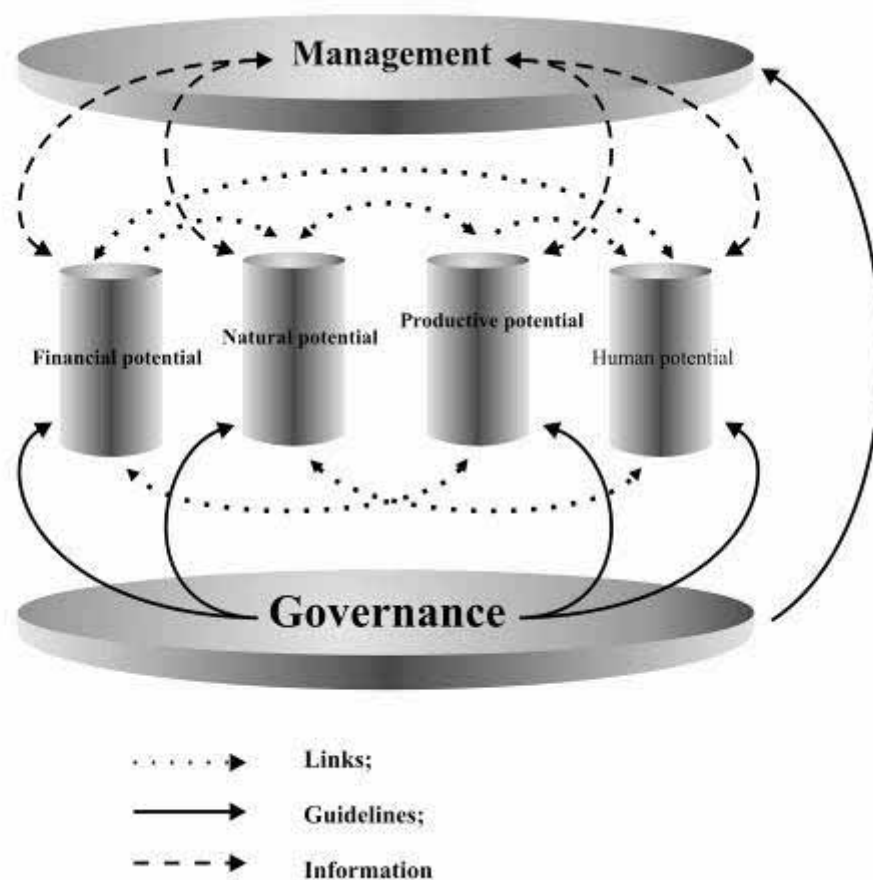 Management
Financial potential
Natural potential
Productive potential
Human potential
Governance
Links;
Guidelines;
Information